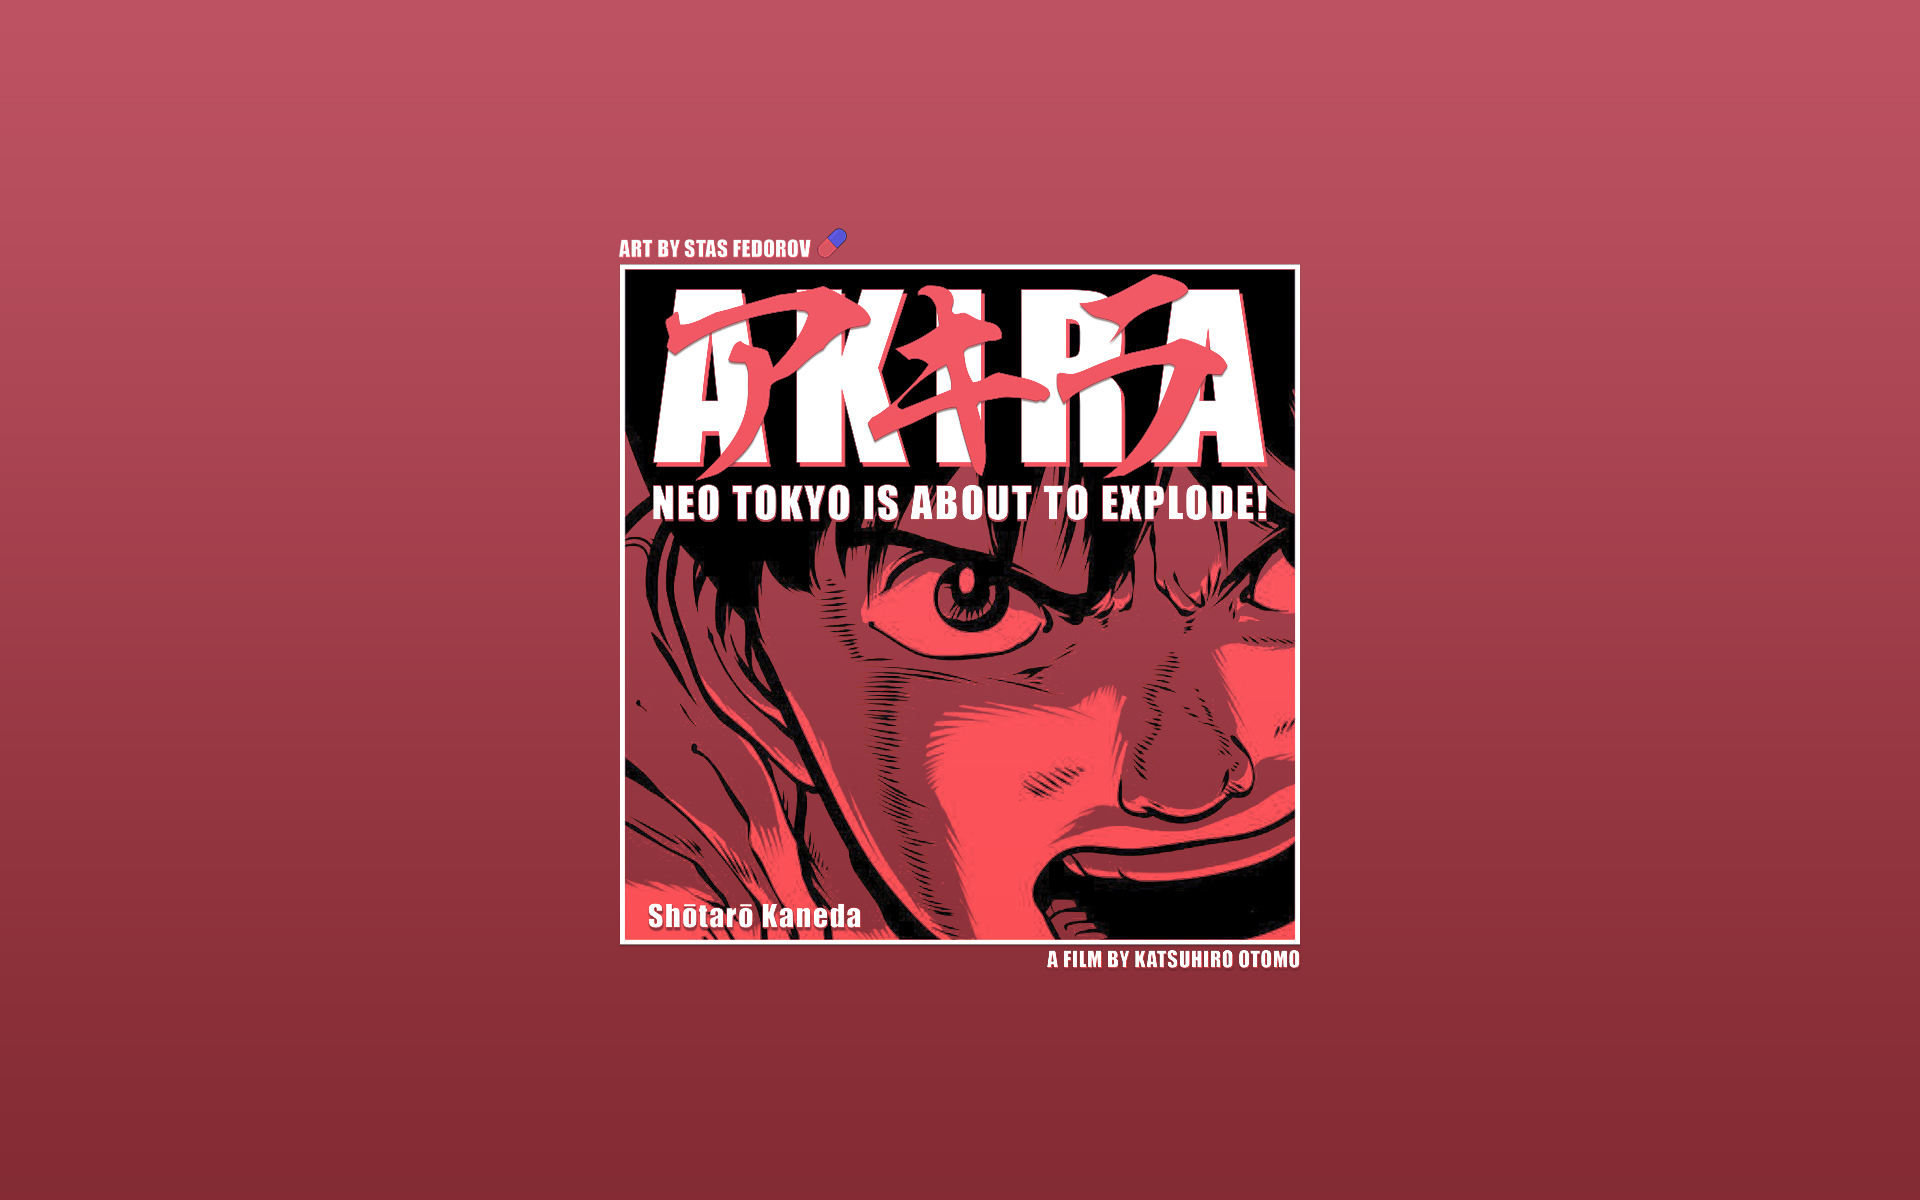 ART BY STAS FEDOROV
AKIRA
アキラ
NEO TOKYO IS ABOUT TO EXPLODE!
Shōtarō Kaneda
A FILM BY KATSUHIRO OTOMO